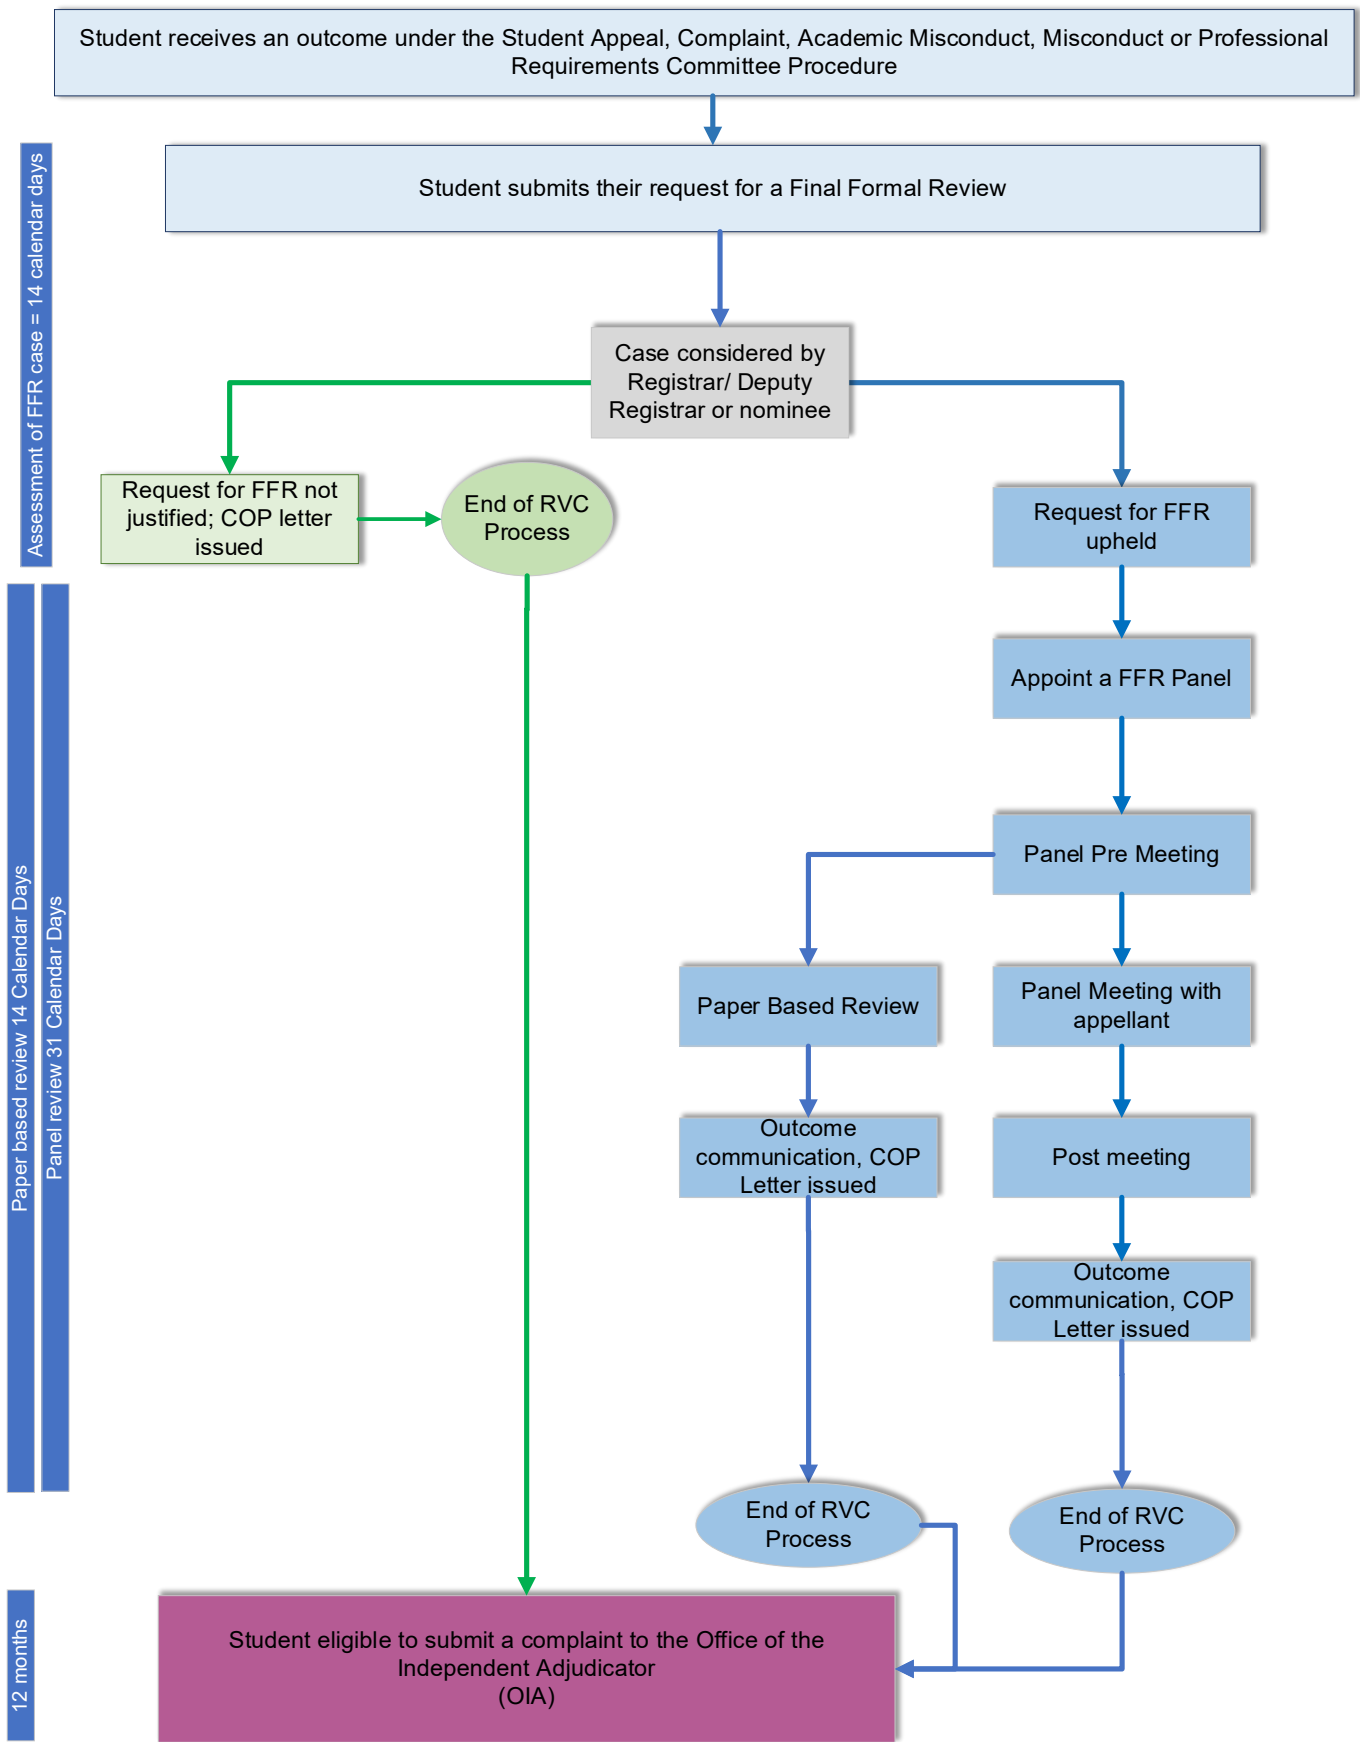 Student receives an outcome under the Student Appeal, Complaint, Academic Misconduct, Misconduct or Professional
Requirements Committee Procedure
Assessment of FFR case = 14 calendar days
Student submits their request for a Final Formal Review
Case considered by
Registrar/ Deputy
Registrar or nominee
Request for FFR not
justified; COP letter
issued
End of RVC
Process
Request for FFR
upheld
Paper based review 14 Calendar Days
Panel review 31 Calendar Days
Appoint a FFR Panel
Panel Pre Meeting
Paper Based Review
Panel Meeting with
appellant
Outcome
communication, COP
Letter issued
Post meeting
Outcome
communication, COP
Letter issued
End of RVC
Process
End of RVC
Process
12 months
Student eligible to submit a complaint to the Office of the
Independent Adjudicator
(OIA)